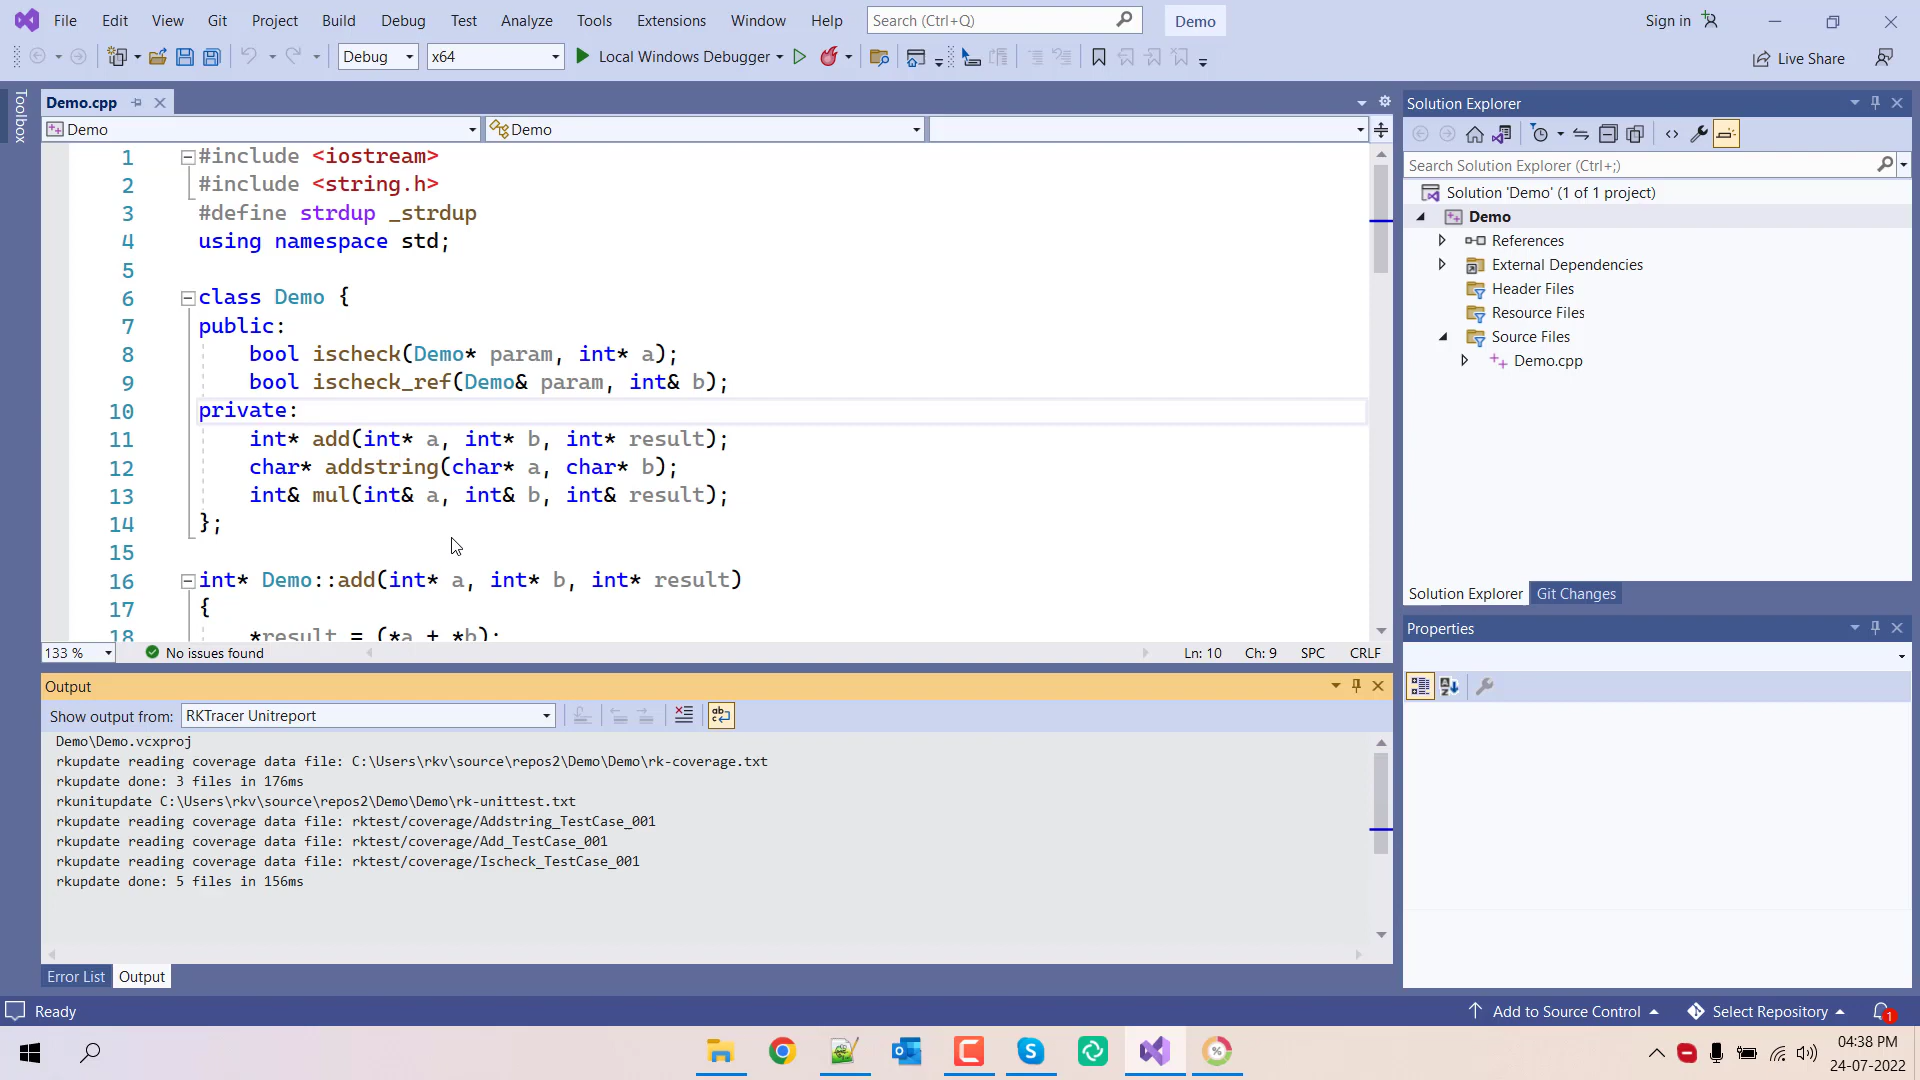 File Edit View Git Project Build Debug Test Analyze Tools Extensions Window Help Search (Ctrl+Q) Demo Sign in
Debug x64 Local Windows Debugger Live Share
Toolbox
Demo.cpp
Demo Demo
1 #include <iostream>
2 #include <string.h>
3 #define strdup _strdup
4 using namespace std;
5
6 class Demo {
7 public:
8 bool ischeck(Demo* param, int* a);
9 bool ischeck_ref(Demo& param, int& b);
10 private:
11 int* add(int* a, int* b, int* result);
12 char* addstring(char* a, char* b);
13 int& mul(int& a, int& b, int& result);
14 };
15
16 int* Demo::add(int* a, int* b, int* result)
17 {
18 *result = (*a + *b);
133 % No issues found Ln: 10 Ch: 9 SPC CRLF
Output
Show output from: RKTracer Unitreport
Demo\Demo.vcxproj
rkupdate reading coverage data file: C:\Users\rkv\source\repos2\Demo\Demo\rk-coverage.txt
rkupdate done: 3 files in 176ms
rkunitupdate C:\Users\rkv\source\repos2\Demo\Demo\rk-unittest.txt
rkupdate reading coverage data file: rktest/coverage/Addstring_TestCase_001
rkupdate reading coverage data file: rktest/coverage/Add_TestCase_001
rkupdate reading coverage data file: rktest/coverage/Ischeck_TestCase_001
rkupdate done: 5 files in 156ms
Error List Output
Solution Explorer
Search Solution Explorer (Ctrl+;)
Solution 'Demo' (1 of 1 project)
Demo
References
External Dependencies
Header Files
Resource Files
Source Files
Demo.cpp
Solution Explorer Git Changes
Properties
Ready Add to Source Control Select Repository 1
04:38 PM
24-07-2022